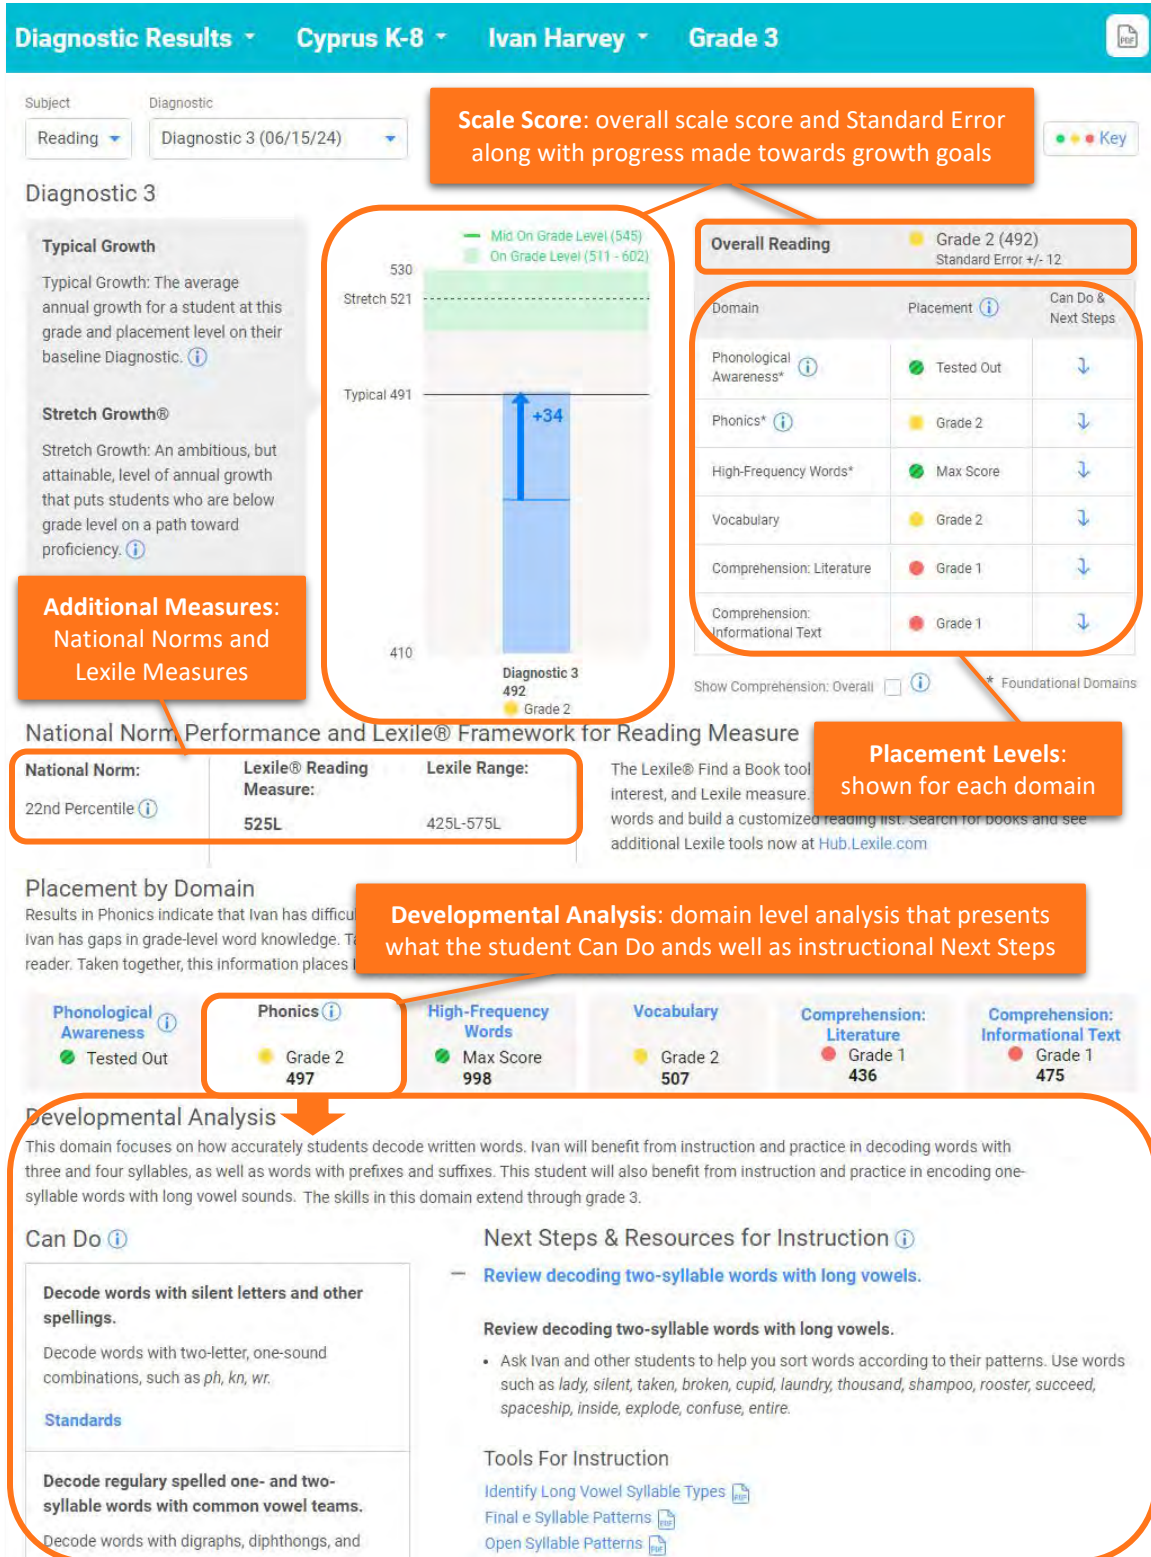 Diagnostic Results Cyprus K-8 Ivan Harvey Grade 3
PDF
Subject Diagnostic
Reading Diagnostic 3 (06/15/24)
Scale Score: overall scale score and Standard Error
along with progress made towards growth goals
Key
Diagnostic 3
Typical Growth
Typical Growth: The average
annual growth for a student at this
grade and placement level on their
baseline Diagnostic. i
Stretch Growth®
Stretch Growth: An ambitious, but
attainable, level of annual growth
that puts students who are below
grade level on a path toward
proficiency. i
Mid On Grade Level (545)
On Grade Level (511 - 602)
530
Stretch 521
Typical 491
+34
410
Diagnostic 3
492
Grade 2
Overall Reading Grade 2 (492)
Standard Error +/- 12
Domain Placement i Can Do &
Next Steps
Phonological
Awareness* i Tested Out
Phonics* i Grade 2
High-Frequency Words* Max Score
Vocabulary Grade 2
Comprehension: Literature Grade 1
Comprehension:
Informational Text Grade 1
Show Comprehension: Overall i * Foundational Domains
Additional Measures:
National Norms and
Lexile Measures
Placement Levels:
shown for each domain
National Norm Performance and Lexile® Framework for Reading Measure
National Norm:
22nd Percentile i
Lexile® Reading
Measure:
525L
Lexile Range:
425L-575L
The Lexile® Find a Book tool
interest, and Lexile measure.
words and build a customized reading list. Search for books and see
additional Lexile tools now at Hub.Lexile.com
Placement by Domain
Results in Phonics indicate that Ivan has
Ivan has gaps in grade-level word knowledge.
reader. Taken together, this information places
Developmental Analysis: domain level analysis that presents
what the student Can Do ands well as instructional Next Steps
Phonological
Awareness i
Tested Out
Phonics i
Grade 2
497
High-Frequency
Words
Max Score
998
Vocabulary
Grade 2
507
Comprehension:
Literature
Grade 1
436
Comprehension:
Informational Text
Grade 1
475
Developmental Analysis
This domain focuses on how accurately students decode written words. Ivan will benefit from instruction and practice in decoding words with
three and four syllables, as well as words with prefixes and suffixes. This student will also benefit from instruction and practice in encoding one-
syllable words with long vowel sounds. The skills in this domain extend through grade 3.
Can Do i
Decode words with silent letters and other
spellings.
Decode words with two-letter, one-sound
combinations, such as ph, kn, wr.
Standards
Decode regulary spelled one- and two-
syllable words with common vowel teams.
Decode words with digraphs, diphthongs, and
Next Steps & Resources for Instruction i
Review decoding two-syllable words with long vowels.
Review decoding two-syllable words with long vowels.
• Ask Ivan and other students to help you sort words according to their patterns. Use words
such as lady, silent, taken, broken, cupid, laundry, thousand, shampoo, rooster, succeed,
spaceship, inside, explode, confuse, entire.
Tools For Instruction
Identify Long Vowel Syllable Types PDF
Final e Syllable Patterns PDF
Open Syllable Patterns PDF